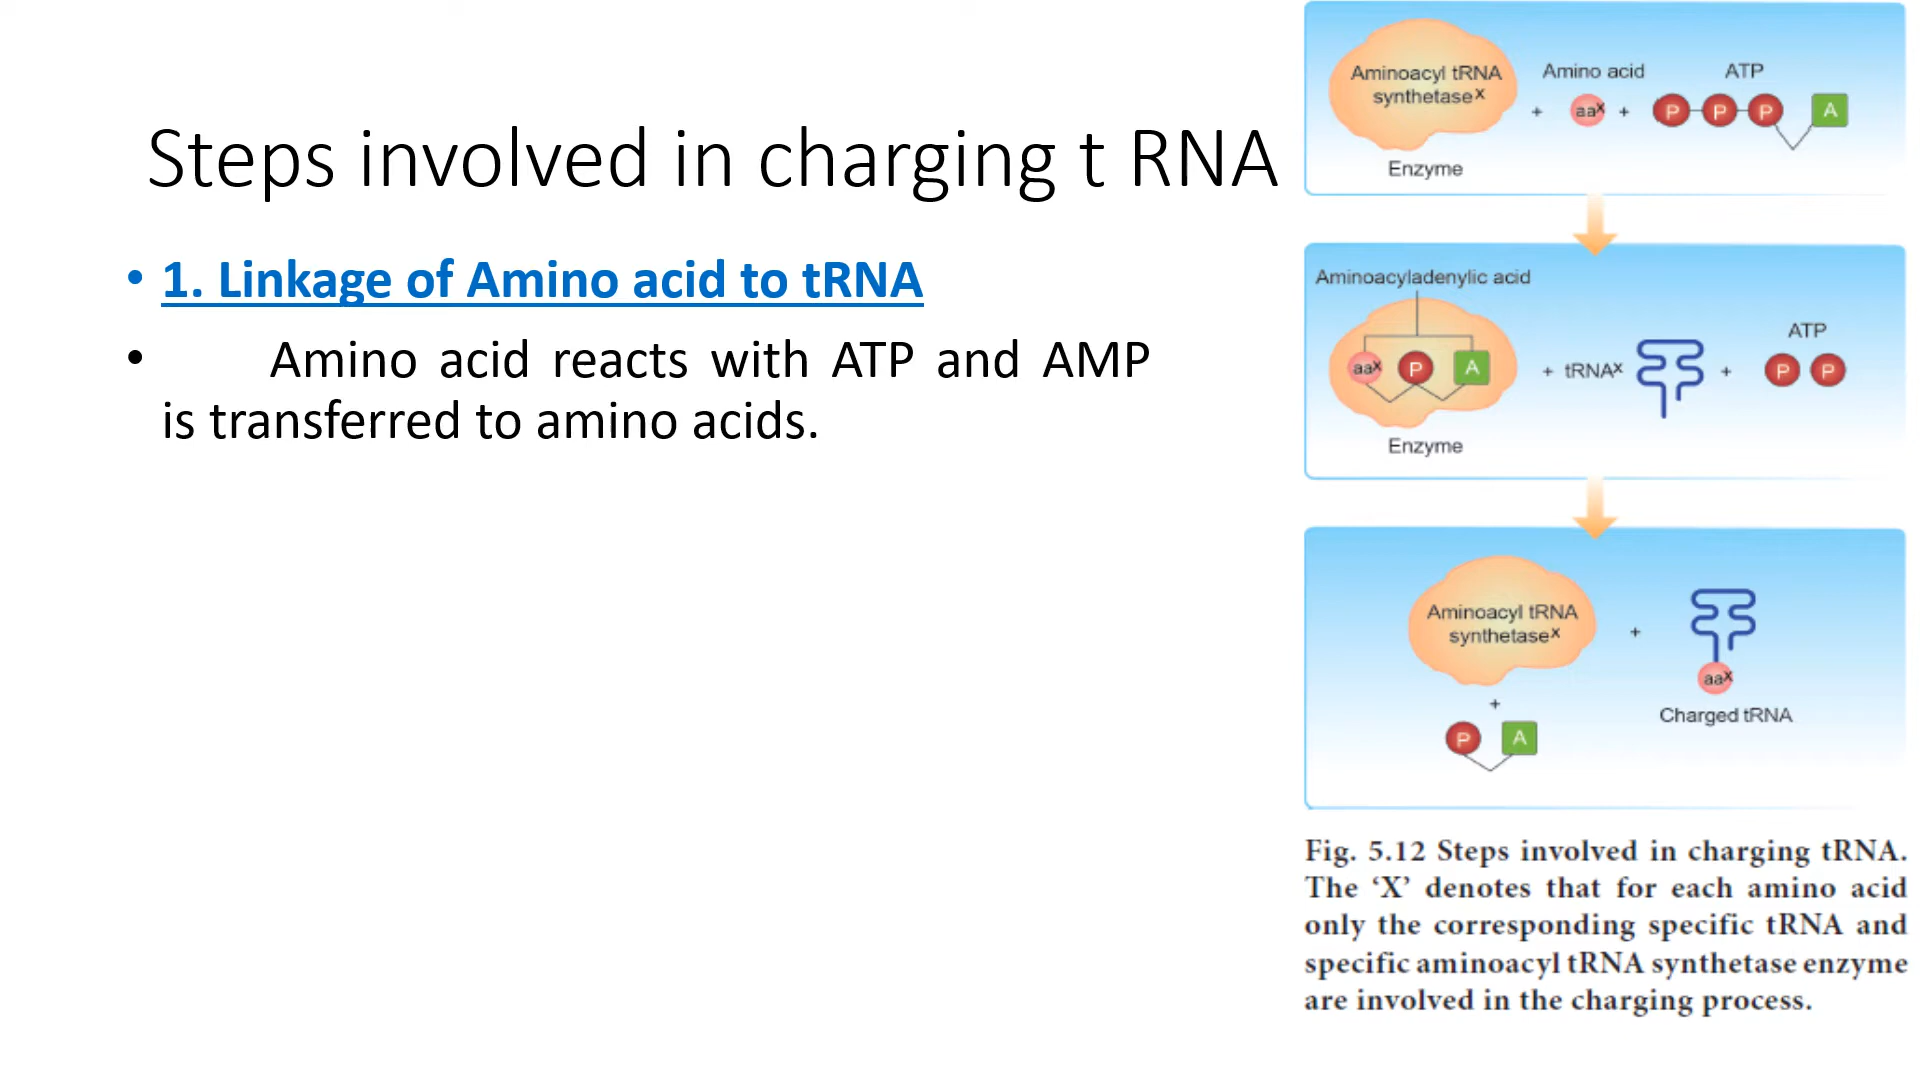 Steps involved in charging t RNA
• 1. Linkage of Amino acid to tRNA
• Amino acid reacts with ATP and AMP
is transferred to amino acids.
Aminoacyl tRNA
synthetaseˣ
Enzyme
+
Amino acid
aaˣ
+
ATP
P P P A
Aminoacyladenylic acid
aaˣ P A
Enzyme
+ tRNAˣ
+
ATP
P P
Aminoacyl tRNA
synthetaseˣ
+
P A
+
aaˣ
Charged tRNA
Fig. 5.12 Steps involved in charging tRNA.
The ‘X’ denotes that for each amino acid
only the corresponding specific tRNA and
specific aminoacyl tRNA synthetase enzyme
are involved in the charging process.